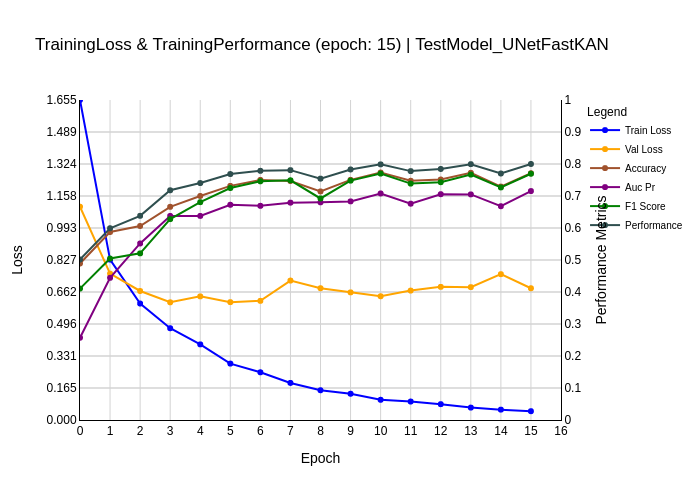 TrainingLoss & TrainingPerformance (epoch: 15) | TestModel_UNetFastKAN
1.655
1.489
1.324
1.158
0.993
0.827
0.662
0.496
0.331
0.165
0.000
Loss
0 1 2 3 4 5 6 7 8 9 10 11 12 13 14 15 16
Epoch
1
0.9
0.8
0.7
0.6
0.5
0.4
0.3
0.2
0.1
0
Performance Metrics
Legend
Train Loss
Val Loss
Accuracy
Auc Pr
F1 Score
Performance